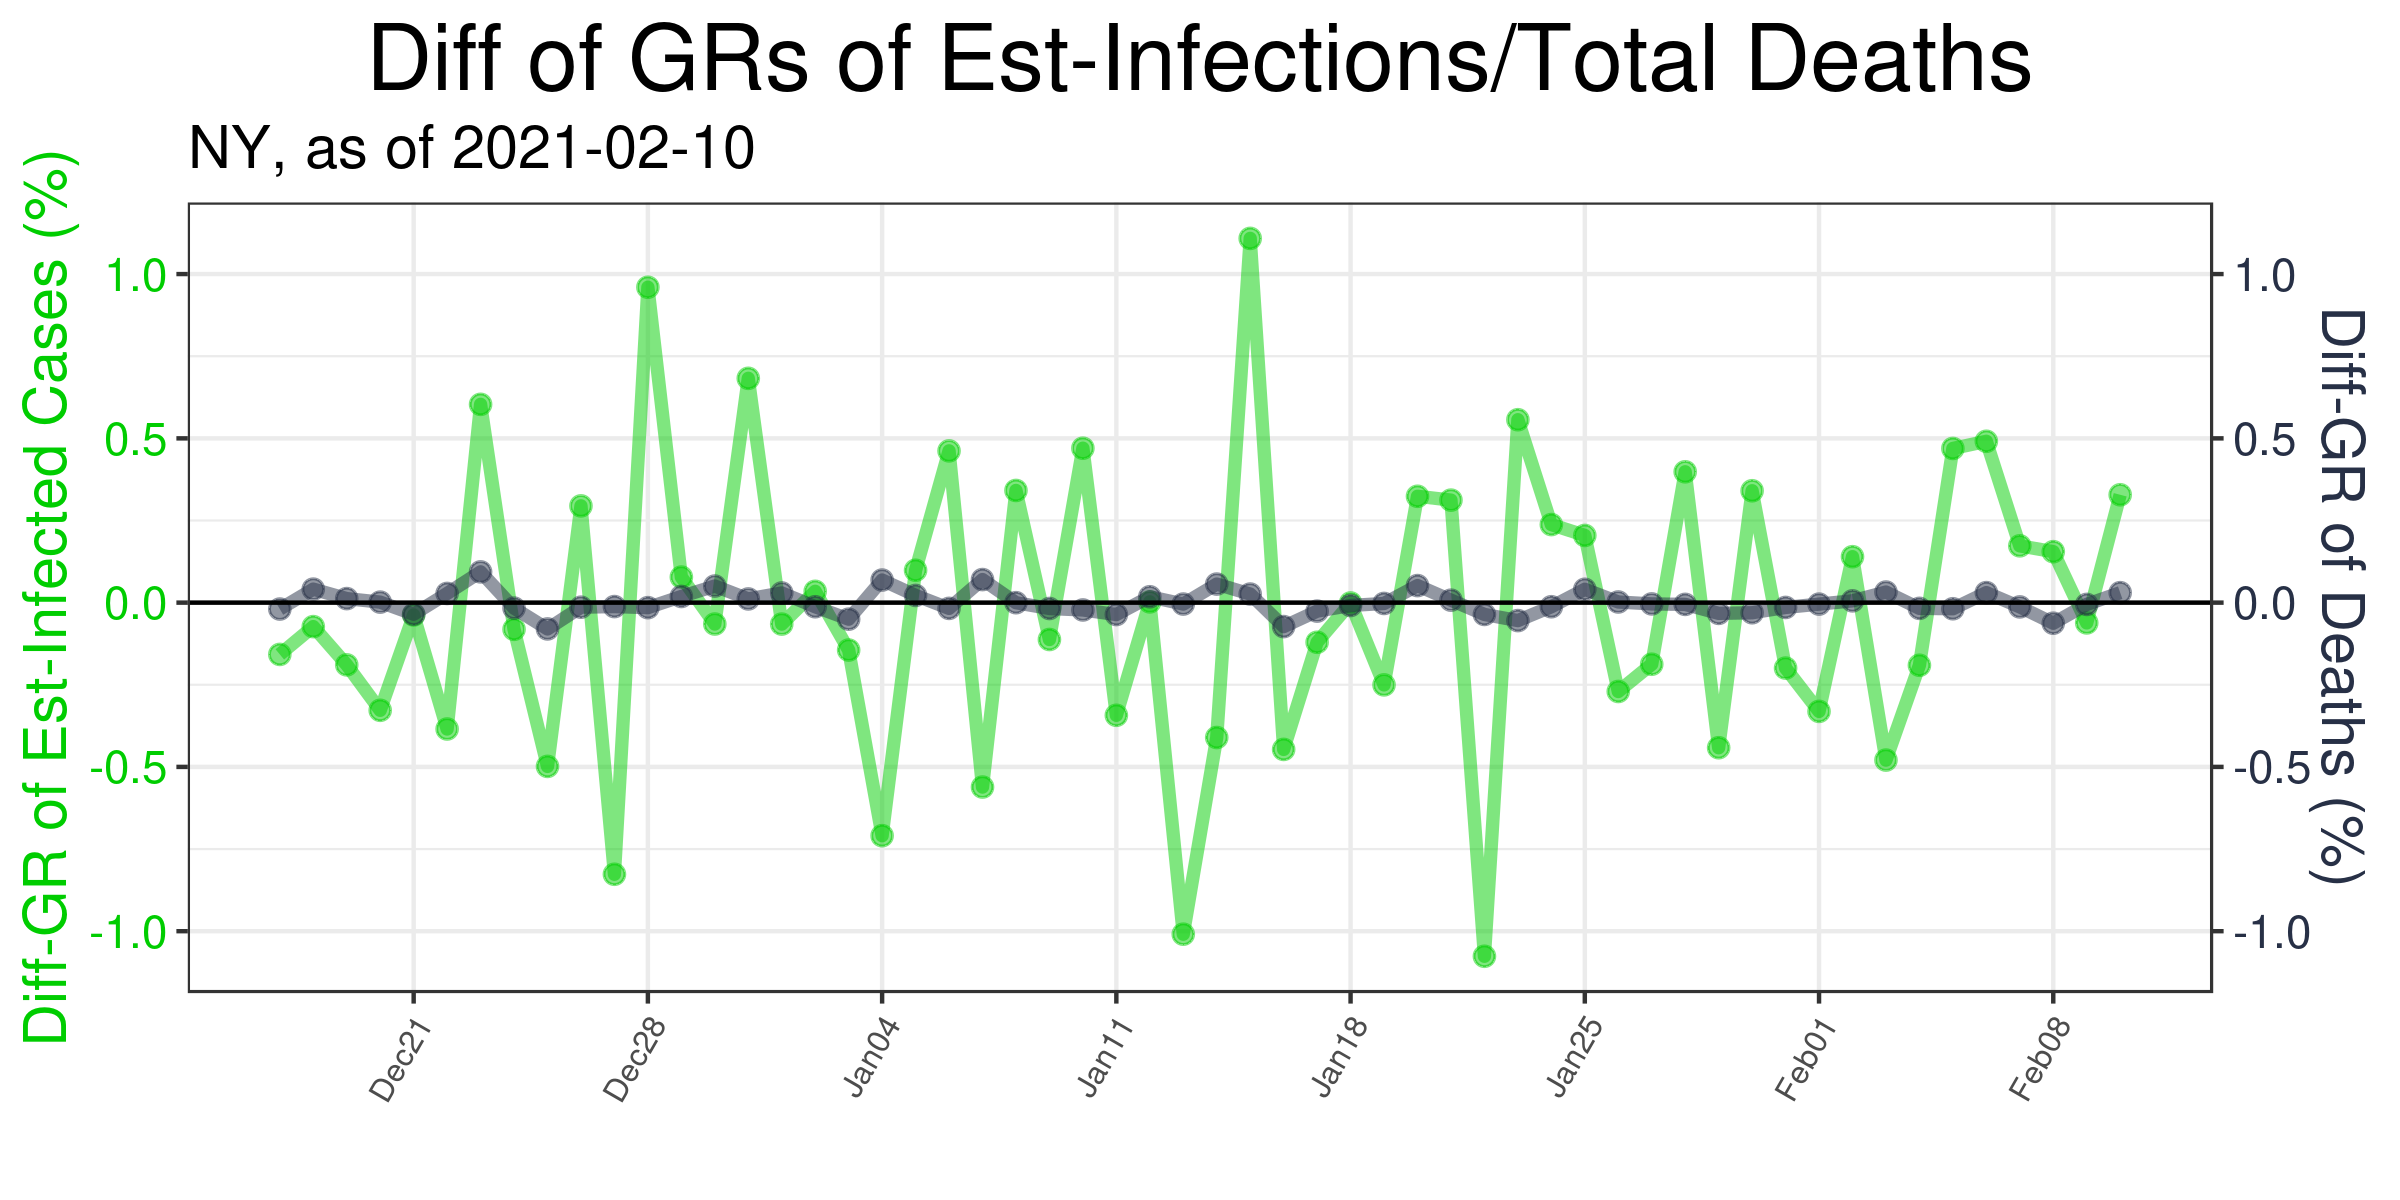 Diff of GRs of Est-Infections/Total Deaths
NY, as of 2021-02-10
Diff-GR of Est-Infected Cases (%)
1.0
0.5
0.0
-0.5
-1.0
1.0
0.5
0.0
-0.5
-1.0
Diff-GR of Deaths (%)
Dec21
Dec28
Jan04
Jan11
Jan18
Jan25
Feb01
Feb08